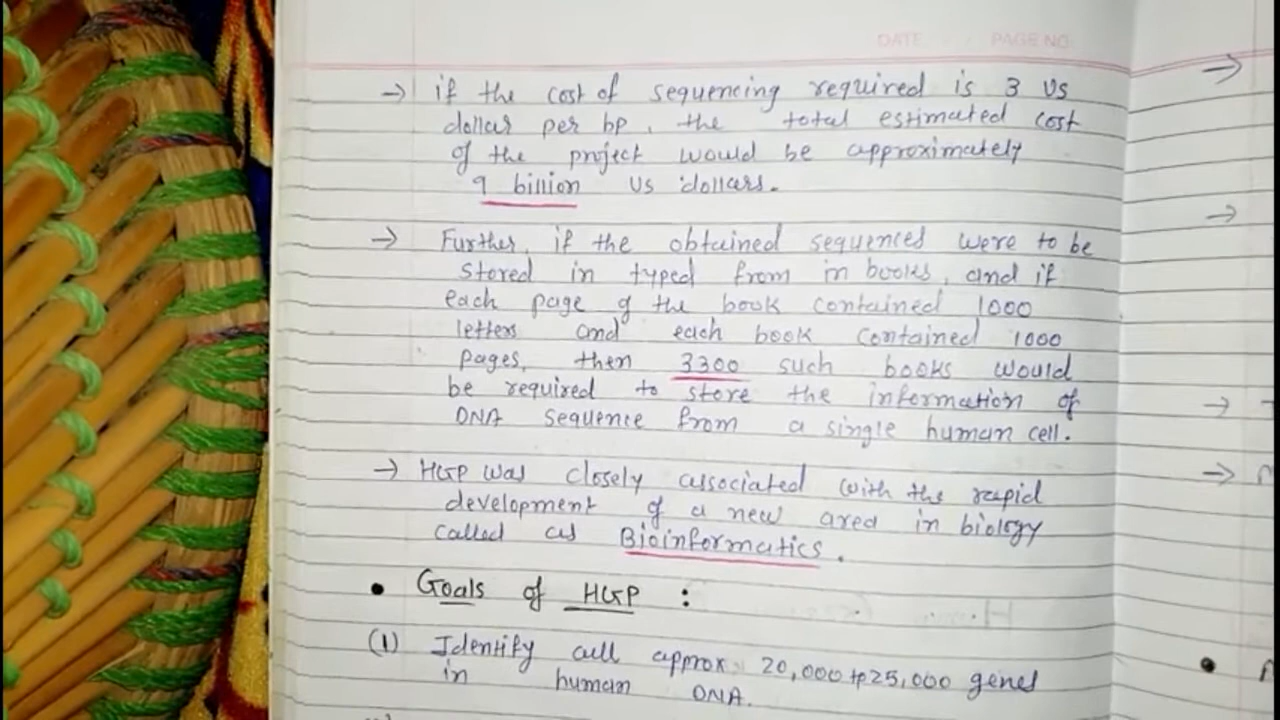 DATE PAGE NO
→ if the cost of sequencing required is 3 US
dollar per bp, the total estimated cost
of the project would be approximately
9 billion US dollars.
→ Further, if the obtained sequences were to be
stored in typed from in books, and if
each page of the book contained 1000
letters and each book contained 1000
pages, then 3300 such books would
be required to store the information of
DNA sequence from a single human cell.
→ HGP was closely associated with the rapid
development of a new area in biology
called as Bioinformatics.
• Goals of HGP :
(1) Identify all approx. 20,000 to 25,000 genes
in human DNA.